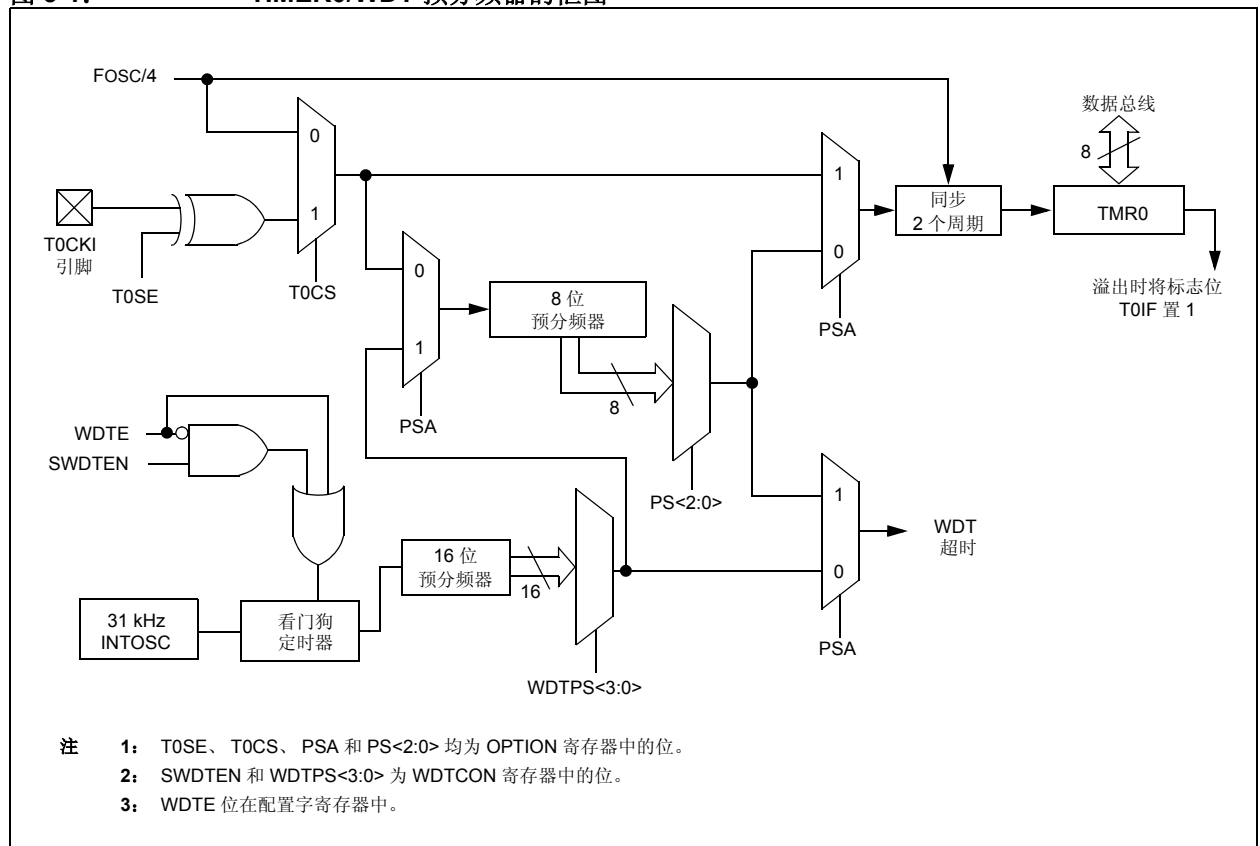 图 5-1： TIMER0/WDT 预分频器的框图
FOSC/4
0
1
T0CKI
引脚
T0SE
T0CS
0
1
PSA
8 位
预分频器
8
PS<2:0>
1
0
PSA
同步
2 个周期
数据总线
8
TMR0
溢出时将标志位
T0IF 置 1
WDTE
SWDTEN
31 kHz
INTOSC
看门狗
定时器
16 位
预分频器
16
WDTPS<3:0>
1
0
PSA
WDT
超时
注 1： T0SE、 T0CS、 PSA 和 PS<2:0> 均为 OPTION 寄存器中的位。
2： SWDTEN 和 WDTPS<3:0> 为 WDTCON 寄存器中的位。
3： WDTE 位在配置字寄存器中。